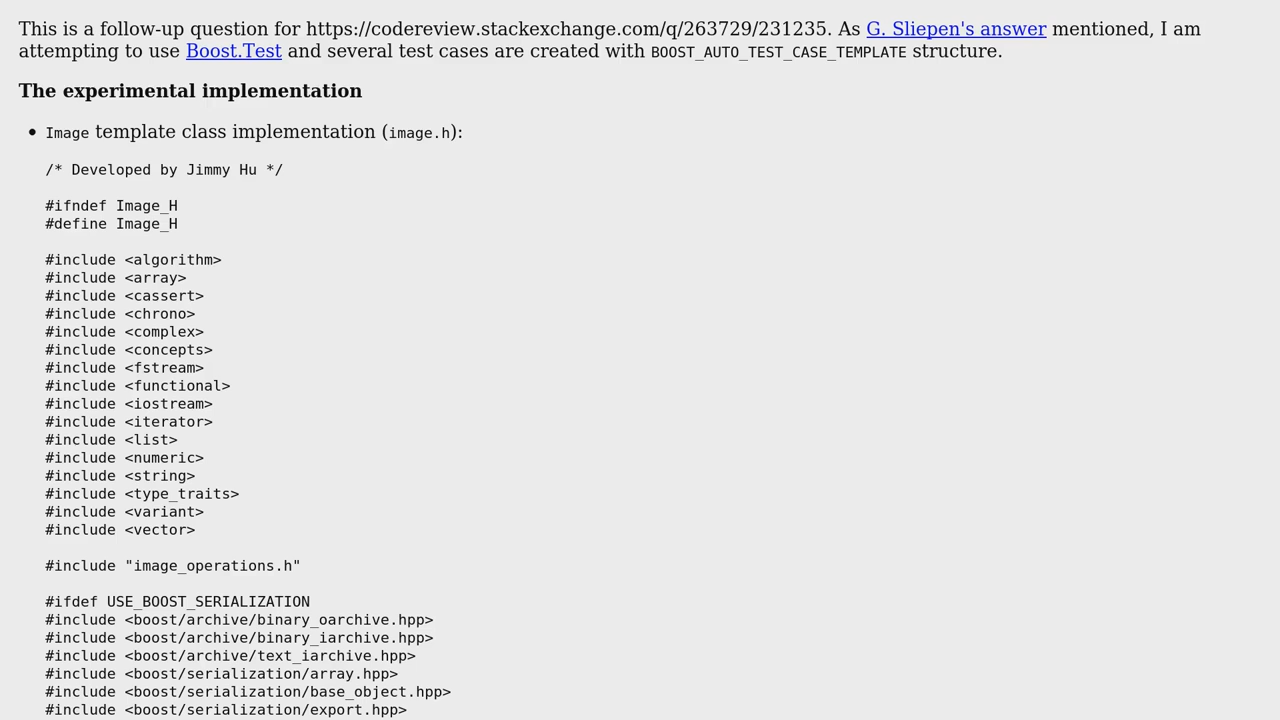 This is a follow-up question for https://codereview.stackexchange.com/q/263729/231235. As G. Sliepen's answer mentioned, I am
attempting to use Boost.Test and several test cases are created with BOOST_AUTO_TEST_CASE_TEMPLATE structure.
The experimental implementation
• Image template class implementation (image.h):
/* Developed by Jimmy Hu */
#ifndef Image_H
#define Image_H
#include <algorithm>
#include <array>
#include <cassert>
#include <chrono>
#include <complex>
#include <concepts>
#include <fstream>
#include <functional>
#include <iostream>
#include <iterator>
#include <list>
#include <numeric>
#include <string>
#include <type_traits>
#include <variant>
#include <vector>
#include "image_operations.h"
#ifdef USE_BOOST_SERIALIZATION
#include <boost/archive/binary_oarchive.hpp>
#include <boost/archive/binary_iarchive.hpp>
#include <boost/archive/text_iarchive.hpp>
#include <boost/serialization/array.hpp>
#include <boost/serialization/base_object.hpp>
#include <boost/serialization/export.hpp>